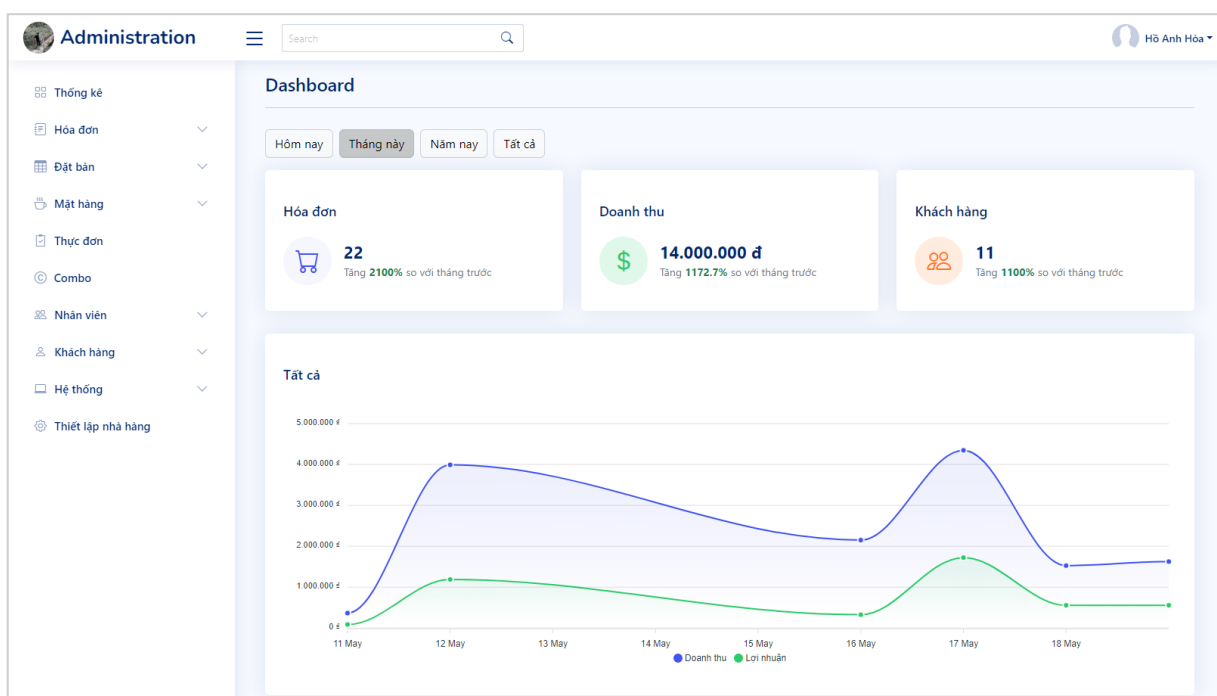 Administration
Search
Hồ Anh Hòa
Thống kê
Hóa đơn
Đặt bàn
Mặt hàng
Thực đơn
Combo
Nhân viên
Khách hàng
Hệ thống
Thiết lập nhà hàng
Dashboard
Hôm nay Tháng này Năm nay Tất cả
Hóa đơn
22
Tăng 2100% so với tháng trước
Doanh thu
$
14.000.000 đ
Tăng 1172.7% so với tháng trước
Khách hàng
11
Tăng 1100% so với tháng trước
Tất cả
5.000.000 ₫
4.000.000 ₫
3.000.000 ₫
2.000.000 ₫
1.000.000 ₫
0 ₫
11 May 12 May 13 May 14 May 15 May 16 May 17 May 18 May
Doanh thu Lợi nhuận